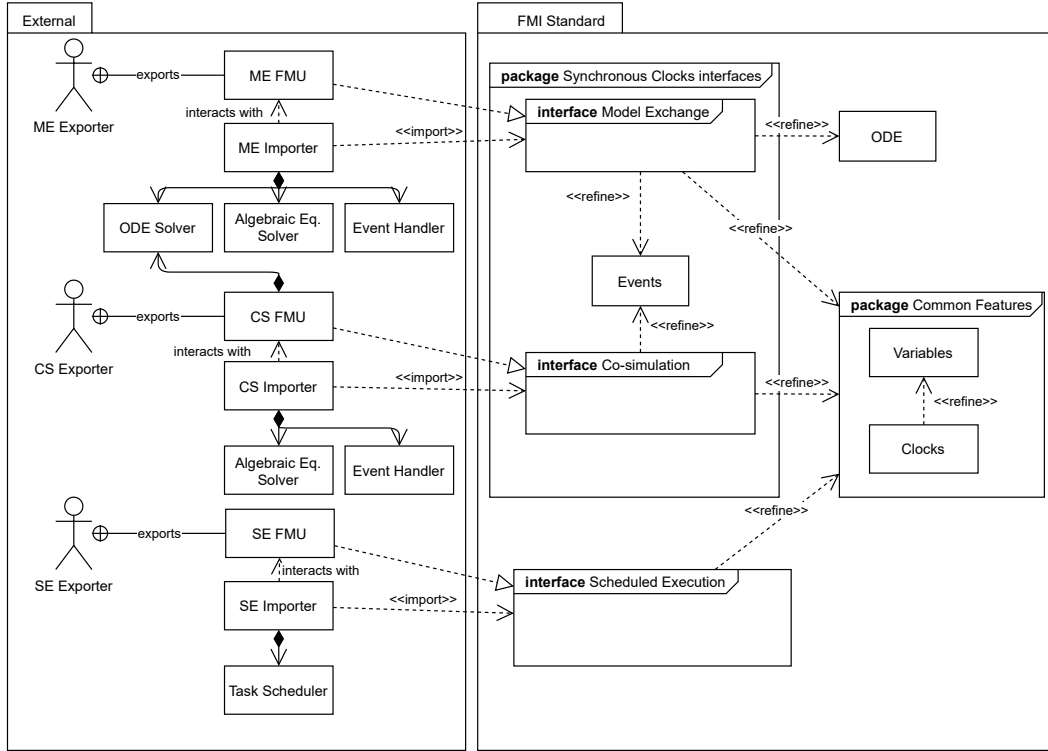 External
FMI Standard
ME Exporter
exports
ME FMU
interacts with
ME Importer
<<import>>
ODE Solver
Algebraic Eq.
Solver
Event Handler
CS Exporter
exports
CS FMU
interacts with
CS Importer
<<import>>
Algebraic Eq.
Solver
Event Handler
SE Exporter
exports
SE FMU
interacts with
SE Importer
<<import>>
Task Scheduler
package Synchronous Clocks interfaces
interface Model Exchange
<<refine>>
ODE
<<refine>>
<<refine>>
Events
<<refine>>
interface Co-simulation
<<refine>>
package Common Features
Variables
<<refine>>
Clocks
<<refine>>
interface Scheduled Execution